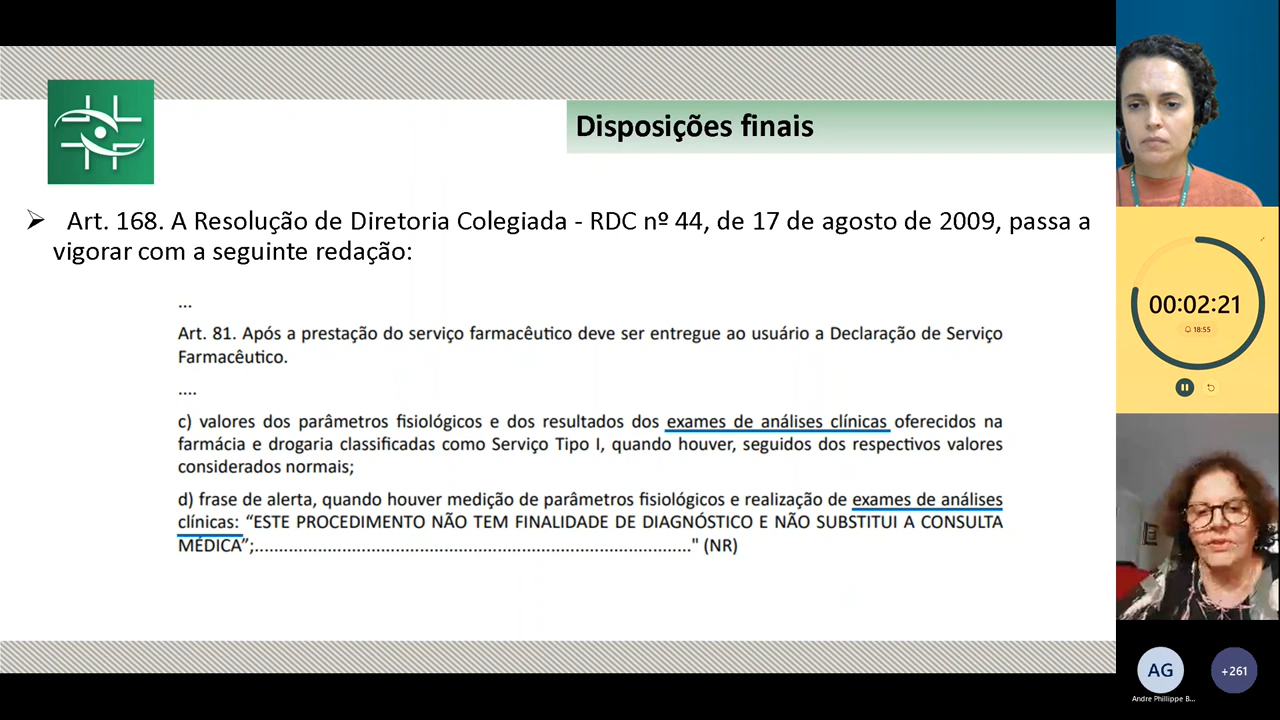 Disposições finais
Art. 168. A Resolução de Diretoria Colegiada - RDC nº 44, de 17 de agosto de 2009, passa a
vigorar com a seguinte redação:
...
Art. 81. Após a prestação do serviço farmacêutico deve ser entregue ao usuário a Declaração de Serviço
Farmacêutico.
....
c) valores dos parâmetros fisiológicos e dos resultados dos exames de análises clínicas oferecidos na
farmácia e drogaria classificadas como Serviço Tipo I, quando houver, seguidos dos respectivos valores
considerados normais;
d) frase de alerta, quando houver medição de parâmetros fisiológicos e realização de exames de análises
clínicas: “ESTE PROCEDIMENTO NÃO TEM FINALIDADE DE DIAGNÓSTICO E NÃO SUBSTITUI A CONSULTA
MÉDICA”;........................................................................................" (NR)
00:02:21
18:55
AG
+261
Andre Phillippe B...